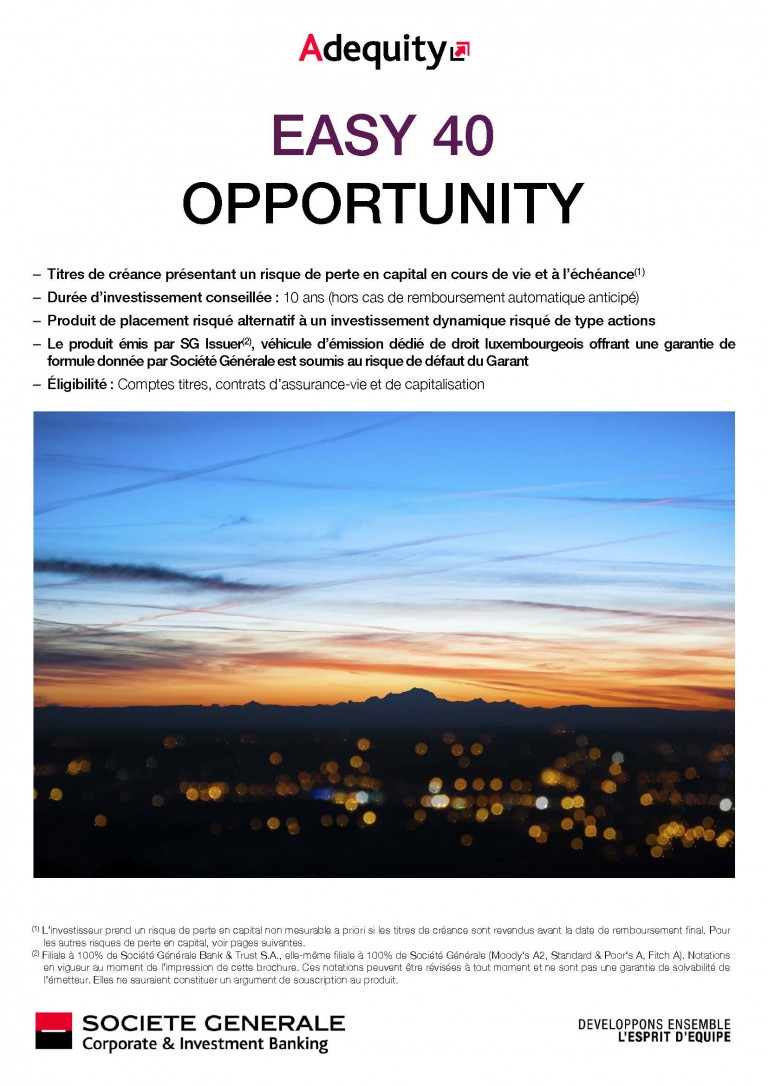 Adequity
EASY 40
OPPORTUNITY
– Titres de créance présentant un risque de perte en capital en cours de vie et à l’échéance(1)
– Durée d’investissement conseillée : 10 ans (hors cas de remboursement automatique anticipé)
– Produit de placement risqué alternatif à un investissement dynamique risqué de type actions
– Le produit émis par SG Issuer(2), véhicule d’émission dédié de droit luxembourgeois offrant une garantie de
formule donnée par Société Générale est soumis au risque de défaut du Garant
– Éligibilité : Comptes titres, contrats d’assurance-vie et de capitalisation
(1) L’investisseur prend un risque de perte en capital non mesurable a priori si les titres de créance sont revendus avant la date de remboursement final. Pour
les autres risques de perte en capital, voir pages suivantes.
(2) Filiale à 100% de Société Générale Bank & Trust S.A., elle-même filiale à 100% de Société Générale (Moody's A2, Standard & Poor's A, Fitch A). Notations
en vigueur au moment de l'impression de cette brochure. Ces notations peuvent être révisées à tout moment et ne sont pas une garantie de solvabilité de
l'émetteur. Elles ne sauraient constituer un argument de souscription au produit.
SOCIETE GENERALE
Corporate & Investment Banking
DEVELOPPONS ENSEMBLE
L'ESPRIT D'EQUIPE